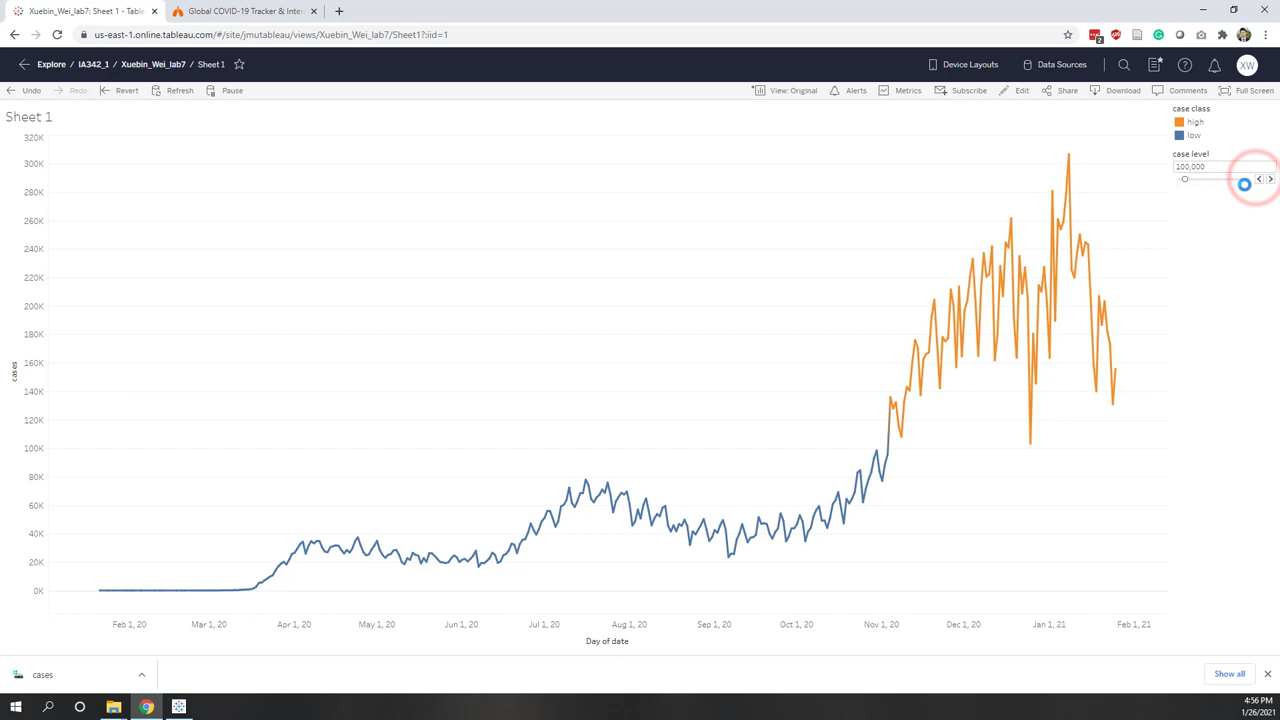 Xuebin_Wei_lab7: Sheet 1 - Table
Global COVID-19 Tracker & Inter
us-east-1.online.tableau.com/#/site/jmutableau/views/Xuebin_Wei_lab7/Sheet1?:iid=1
2
Explore / IA342_1 / Xuebin_Wei_lab7 / Sheet 1
Device Layouts
Data Sources
XW
Undo
Redo
Revert
Refresh
Pause
View: Original
Alerts
Metrics
Subscribe
Edit
Share
Download
Comments
Full Screen
Sheet 1
case class
high
low
case level
100,000
320K
300K
280K
260K
240K
220K
200K
180K
160K
140K
120K
100K
80K
60K
40K
20K
0K
cases
Feb 1, 20
Mar 1, 20
Apr 1, 20
May 1, 20
Jun 1, 20
Jul 1, 20
Aug 1, 20
Sep 1, 20
Oct 1, 20
Nov 1, 20
Dec 1, 20
Jan 1, 21
Feb 1, 21
Day of date
cases
Show all
4:56 PM
1/26/2021